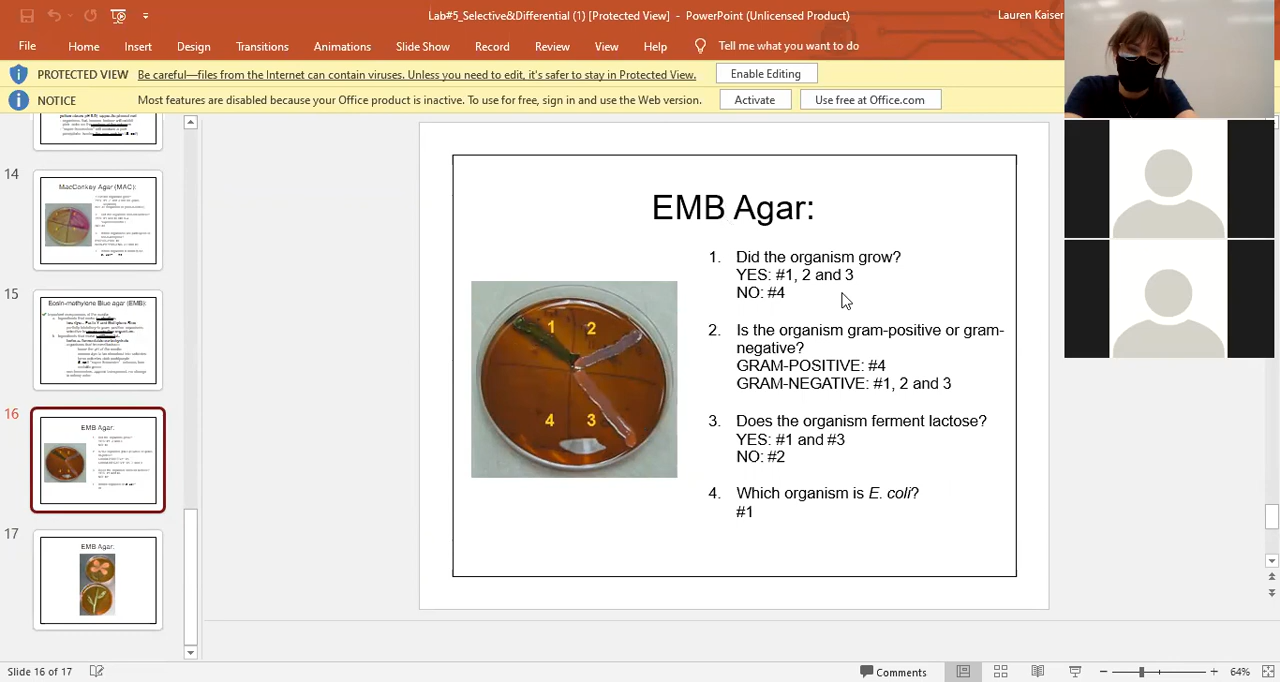 Lab#5_Selective&Differential (1) [Protected View] - PowerPoint (Unlicensed Product)
Lauren Kaiser
File Home Insert Design Transitions Animations Slide Show Record Review View Help Tell me what you want to do
PROTECTED VIEW Be careful—files from the Internet can contain viruses. Unless you need to edit, it's safer to stay in Protected View. Enable Editing
NOTICE Most features are disabled because your Office product is inactive. To use for free, sign in and use the Web version. Activate Use free at Office.com
14
MacConkey Agar (MAC):
15
Eosin-methylene Blue agar (EMB):
16
EMB Agar:
17
EMB Agar:
EMB Agar:
1 2
4 3
1. Did the organism grow?
YES: #1, 2 and 3
NO: #4
2. Is the organism gram-positive or gram-
negative?
GRAM-POSITIVE: #4
GRAM-NEGATIVE: #1, 2 and 3
3. Does the organism ferment lactose?
YES: #1 and #3
NO: #2
4. Which organism is E. coli?
#1
Slide 16 of 17
Comments
64%